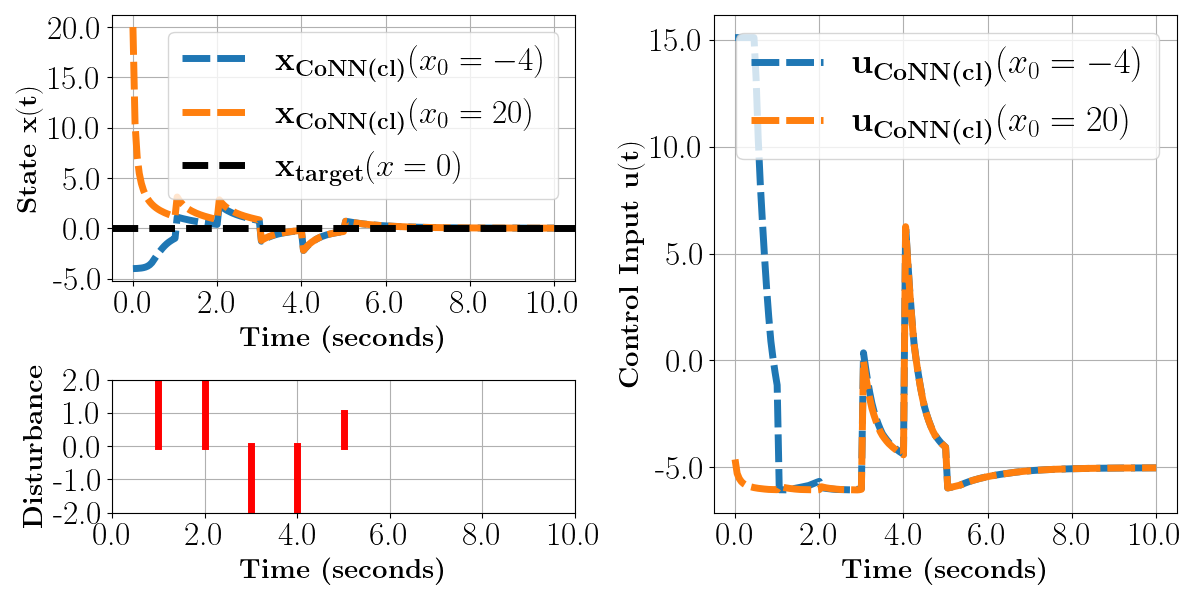 State x(t)
20.0
15.0
10.0
5.0
0.0
-5.0
x_CoNN(cl)(x_0 = −4)
x_CoNN(cl)(x_0 = 20)
x_target(x = 0)
0.0 2.0 4.0 6.0 8.0 10.0
Time (seconds)
Disturbance
2.0
1.0
0.0
-1.0
-2.0
0.0 2.0 4.0 6.0 8.0 10.0
Time (seconds)
Control Input u(t)
15.0
10.0
5.0
0.0
-5.0
u_CoNN(cl)(x_0 = −4)
u_CoNN(cl)(x_0 = 20)
0.0 2.0 4.0 6.0 8.0 10.0
Time (seconds)